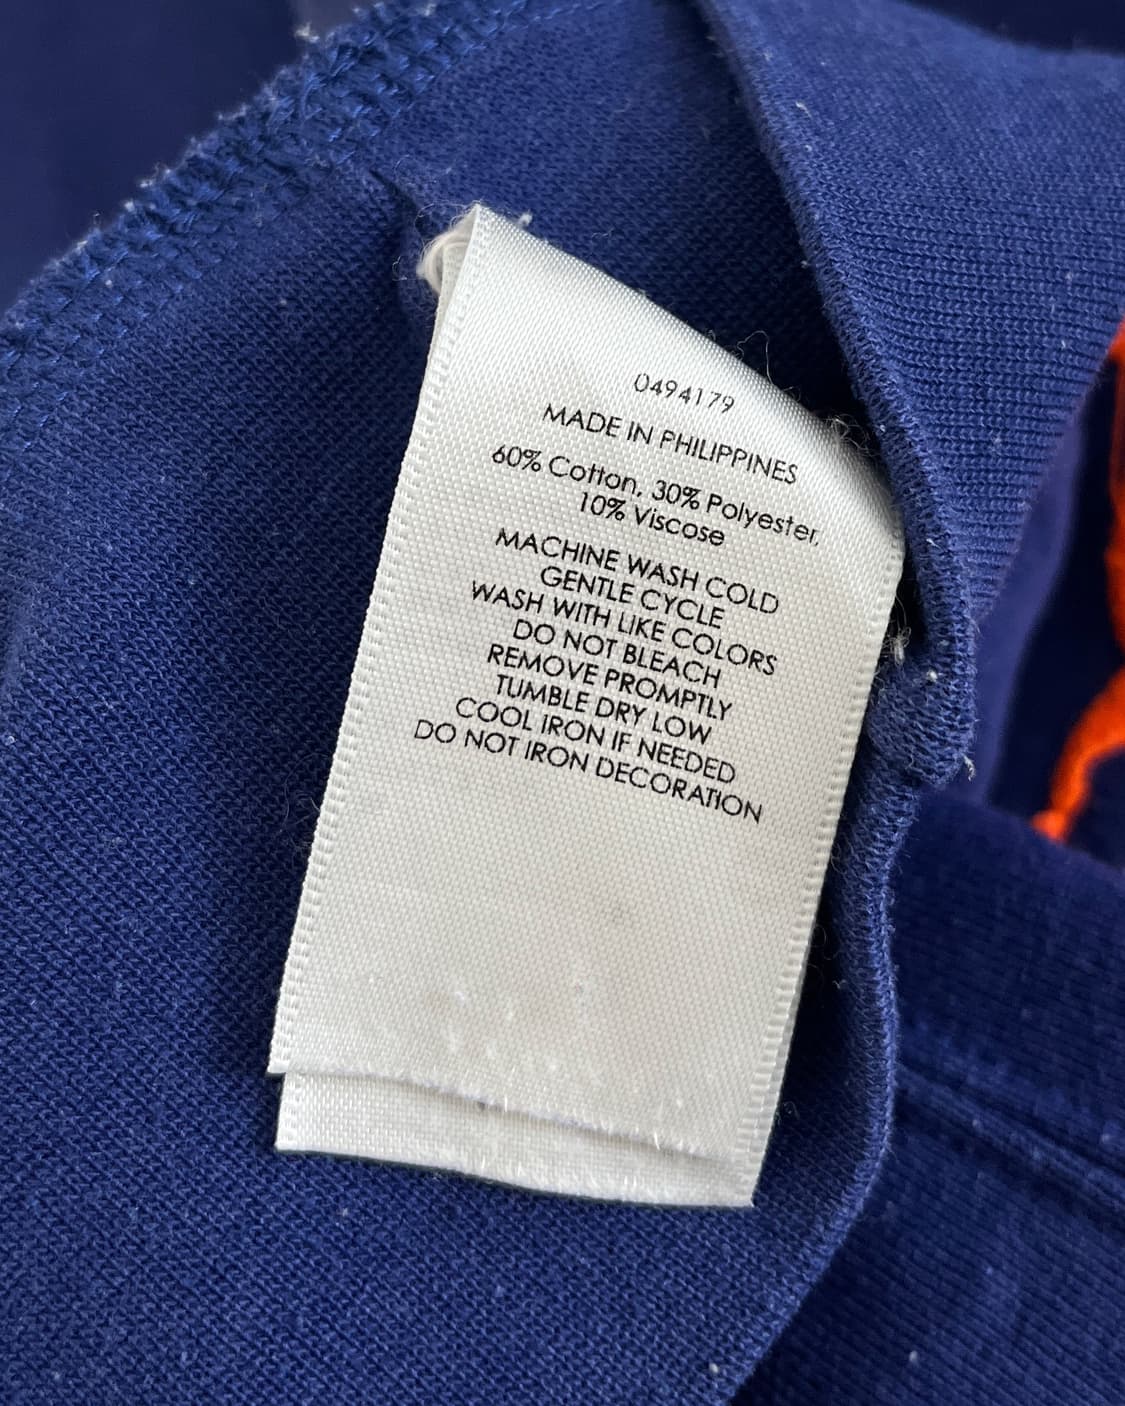 0494179
MADE IN PHILIPPINES
60% Cotton, 30% Polyester,
10% Viscose
MACHINE WASH COLD
GENTLE CYCLE
WASH WITH LIKE COLORS
DO NOT BLEACH
REMOVE PROMPTLY
TUMBLE DRY LOW
COOL IRON IF NEEDED
DO NOT IRON DECORATION